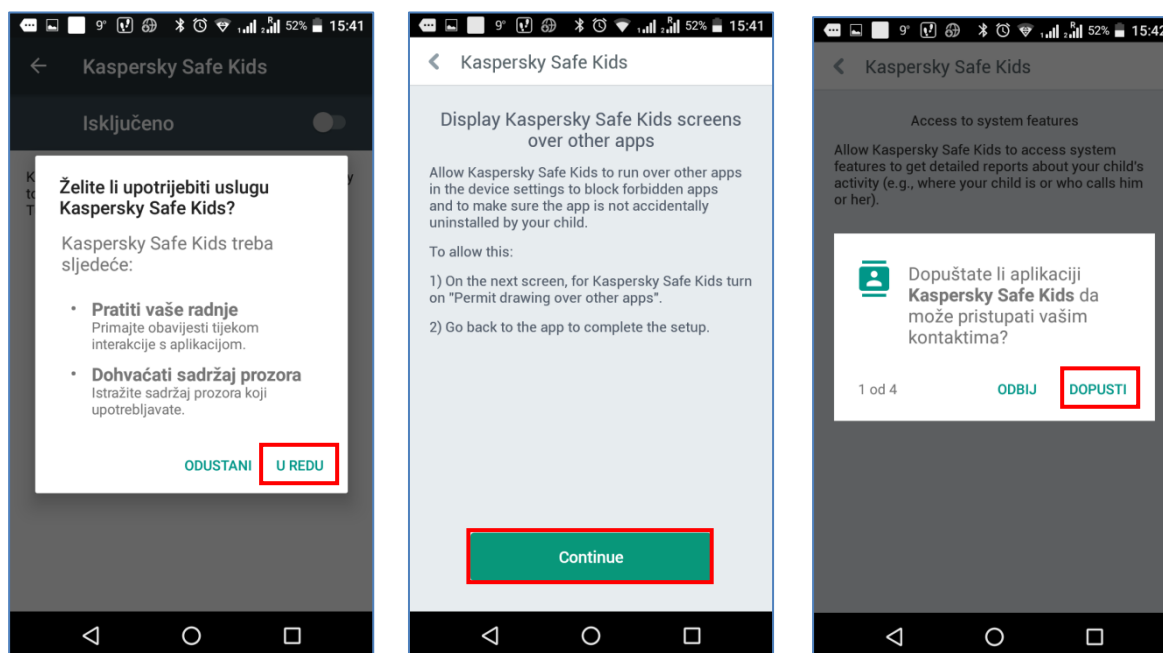 9° 1 R 2 52% 15:41
Kaspersky Safe Kids
Isključeno
K y
to
T
Želite li upotrijebiti uslugu
Kaspersky Safe Kids?
Kaspersky Safe Kids treba
sljedeće:
• Pratiti vaše radnje
Primajte obavijesti tijekom
interakcije s aplikacijom.
• Dohvaćati sadržaj prozora
Istražite sadržaj prozora koji
upotrebljavate.
ODUSTANI U REDU
9° 1 R 2 52% 15:41
Kaspersky Safe Kids
Display Kaspersky Safe Kids screens
over other apps
Allow Kaspersky Safe Kids to run over other apps
in the device settings to block forbidden apps
and to make sure the app is not accidentally
uninstalled by your child.
To allow this:
1) On the next screen, for Kaspersky Safe Kids turn
on "Permit drawing over other apps".
2) Go back to the app to complete the setup.
Continue
9° 1 R 2 52% 15:42
Kaspersky Safe Kids
Access to system features
Allow Kaspersky Safe Kids to access system
features to get detailed reports about your child's
activity (e.g., where your child is or who calls him
or her).
Dopuštate li aplikaciji
Kaspersky Safe Kids da
može pristupati vašim
kontaktima?
1 od 4 ODBIJ DOPUSTI